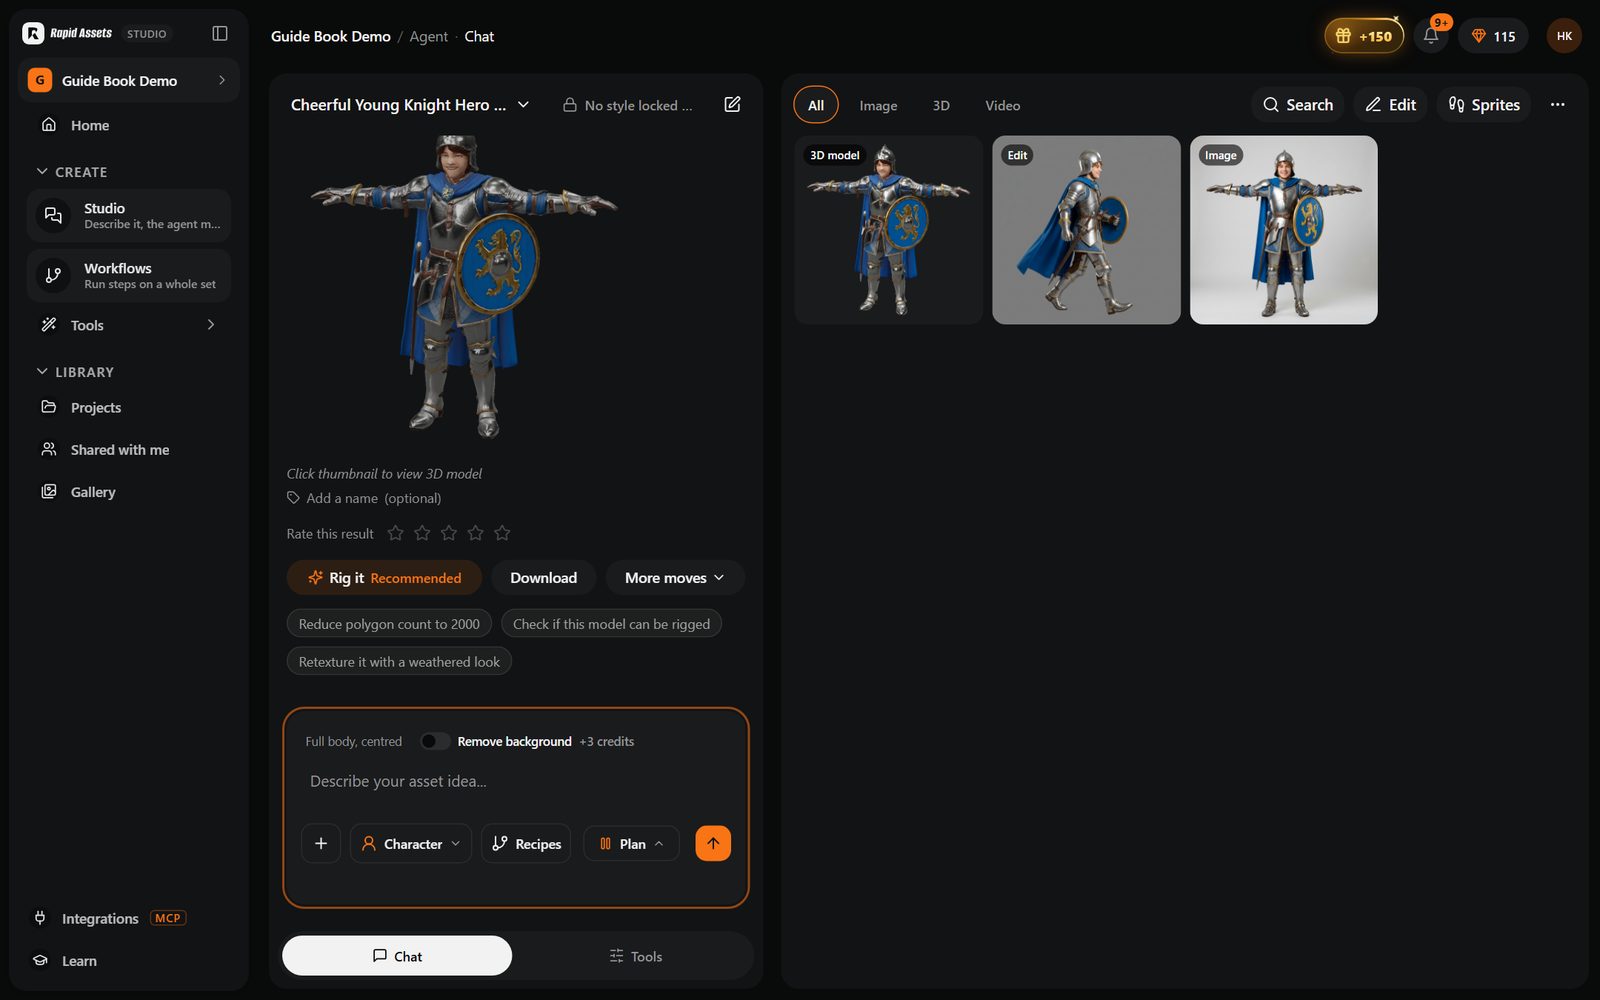 Rapid Assets STUDIO
Guide Book Demo / Agent · Chat
+150
9+
115
HK
G Guide Book Demo
Home
CREATE
Studio
Describe it, the agent m...
Workflows
Run steps on a whole set
Tools
LIBRARY
Projects
Shared with me
Gallery
Integrations MCP
Learn
Cheerful Young Knight Hero ...
No style locked ...
Click thumbnail to view 3D model
Add a name (optional)
Rate this result
Rig it Recommended
Download
More moves
Reduce polygon count to 2000
Check if this model can be rigged
Retexture it with a weathered look
Full body, centred
Remove background +3 credits
Describe your asset idea...
Character
Recipes
Plan
Chat
Tools
All
Image
3D
Video
Search
Edit
Sprites
3D model
Edit
Image